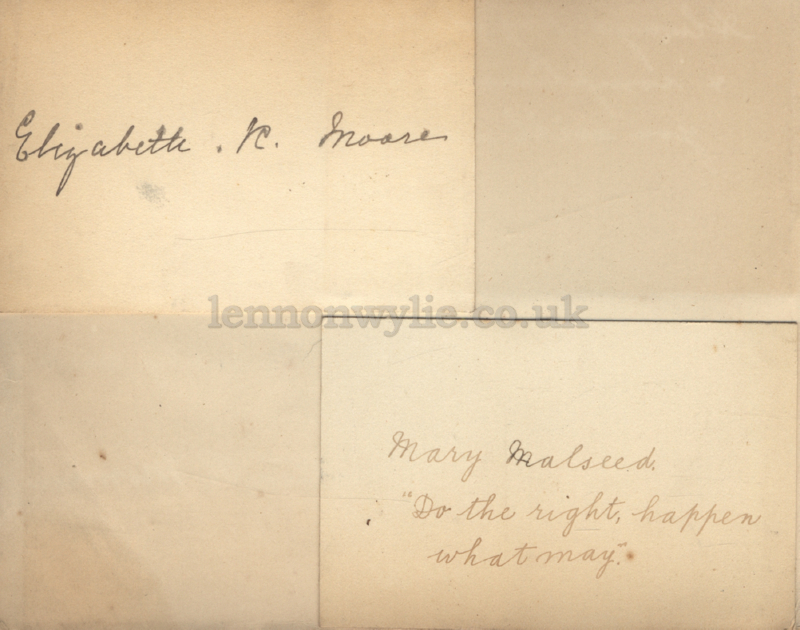 Elizabeth . K. Moore
lennonwylie.co.uk
Mary Malseed.
"Do the right, happen
what may".